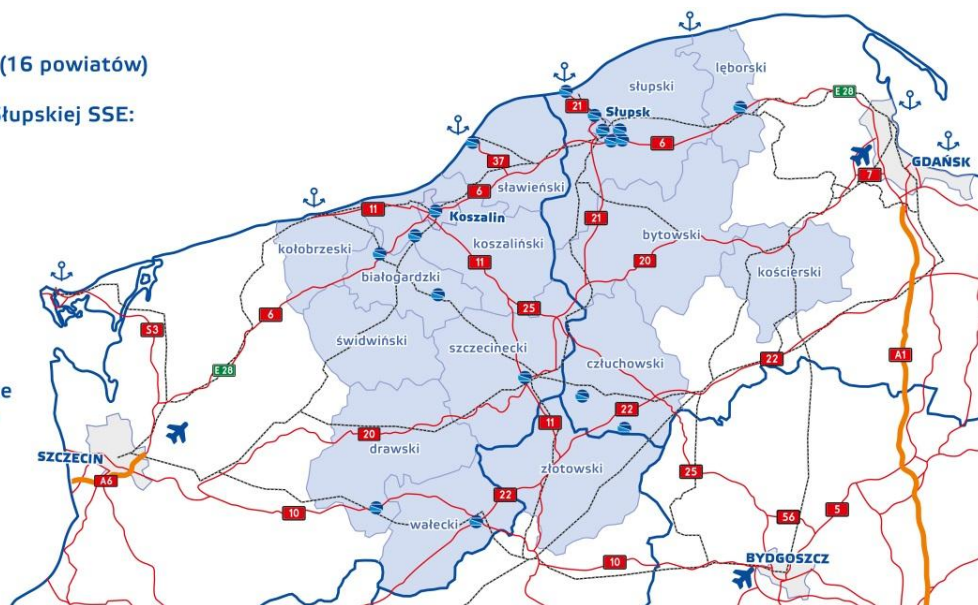 (16 powiatów)
łupskiej SSE:
e
lęborski
słupski
21
Słupsk
E 28
6
GDAŃSK
7
37
6
sławieński
11
Koszalin
21
bytowski
kołobrzeski
koszaliński
11
20
kościerski
białogardzki
25
6
S3
świdwiński
szczecinecki
człuchowski
22
A1
E 28
22
11
20
drawski
SZCZECIN
A6
złotowski
25
22
10
wałecki
56
5
10
BYDGOSZCZ